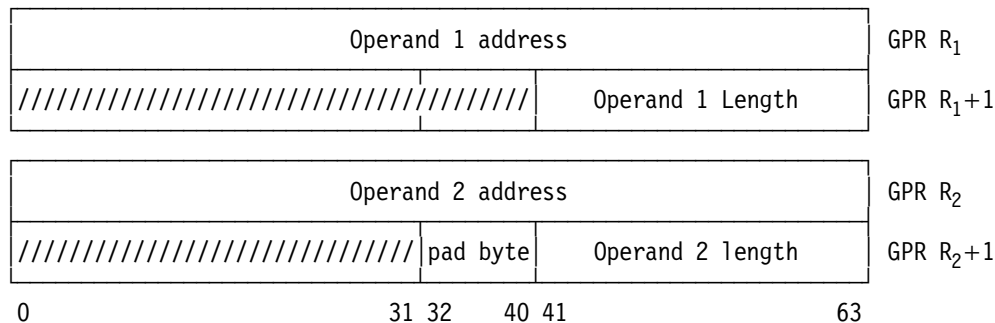 Operand 1 address GPR R1
//////////////////////////////////////// Operand 1 Length GPR R1+1
Operand 2 address GPR R2
/////////////////////////////// pad byte Operand 2 length GPR R2+1
0 31 32 40 41 63